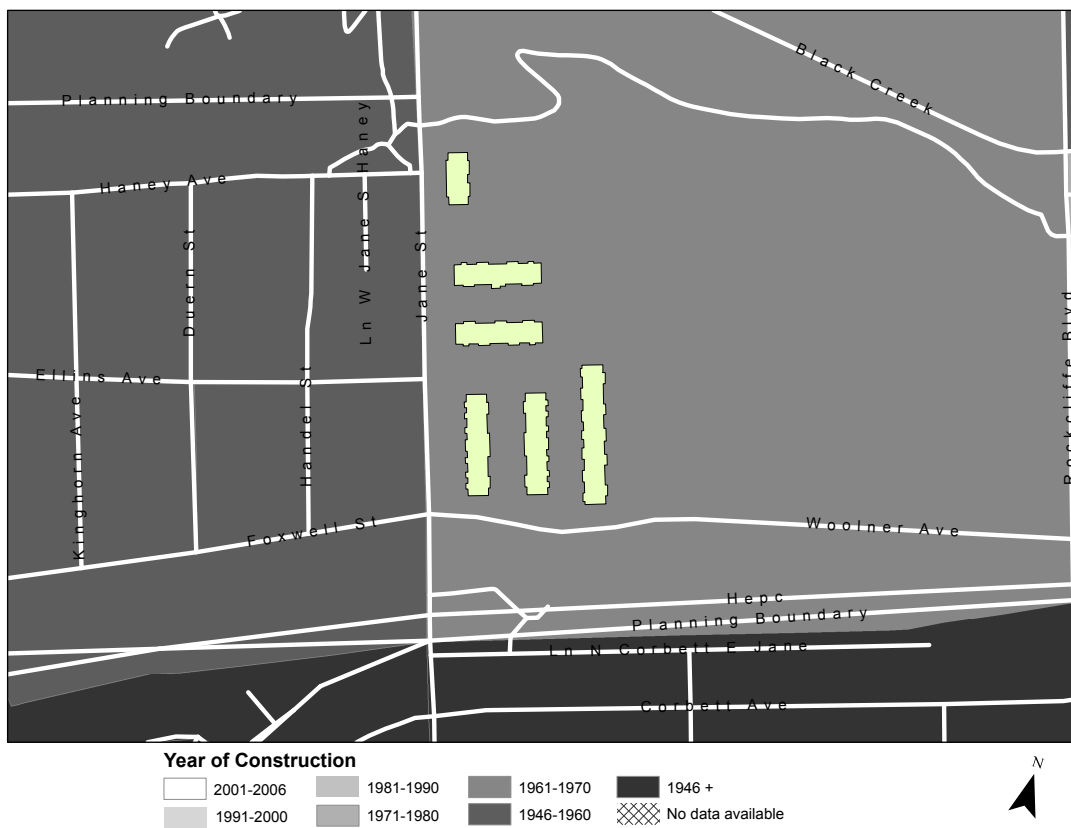 Black Creek
Planning Boundary
Haney Ave
Ln W Jane S Haney
Duern St
Jane St
Rockcliffe Blvd
Ellins Ave
Handel St
Kinghorn Ave
Foxwell St
Woolner Ave
Hepc
Planning Boundary
Ln N Corbett E Jane
Corbett Ave
Year of Construction
2001-2006
1981-1990
1961-1970
1946 +
1991-2000
1971-1980
1946-1960
No data available
N